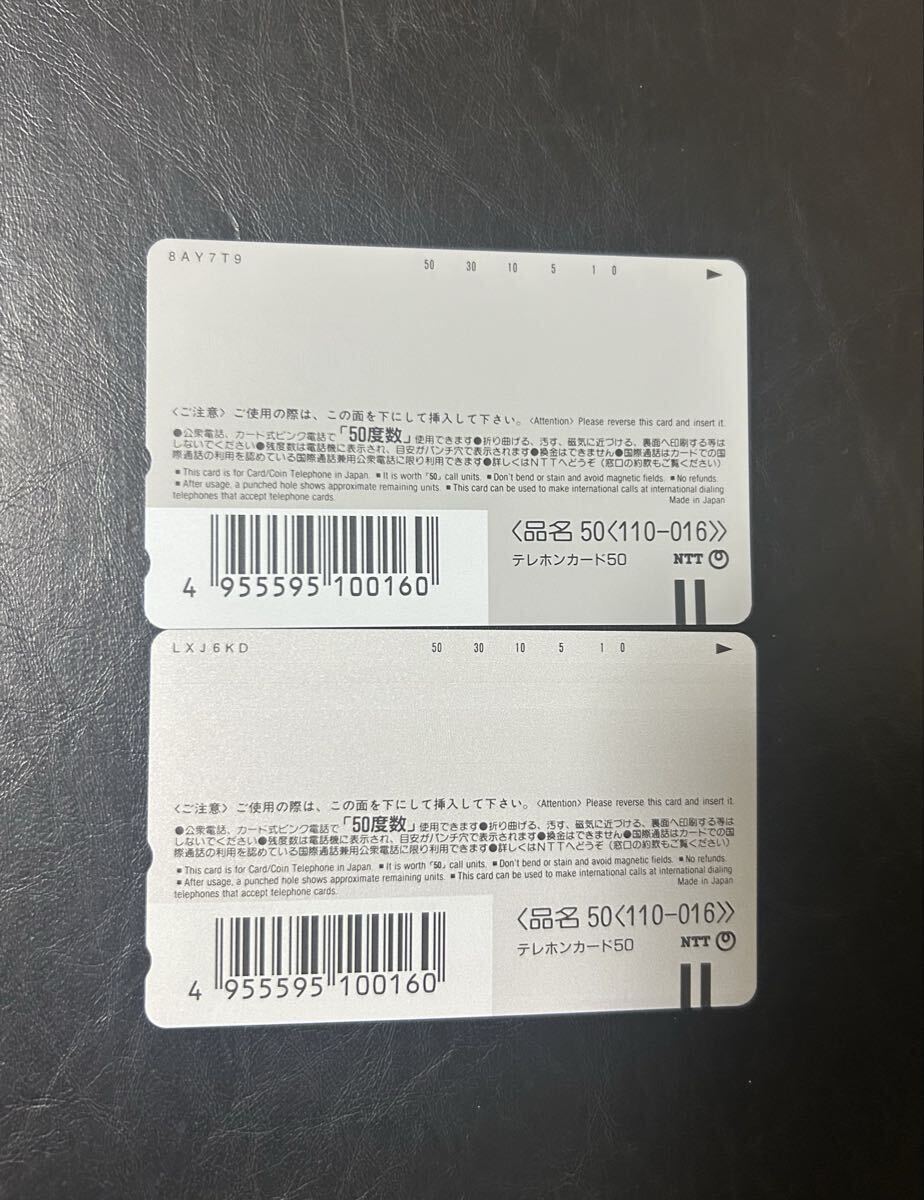 8AY7T9
50 30 10 5 1 0
〈ご注意〉ご使用の際は、この面を下にして挿入して下さい。〈Attention〉Please reverse this card and insert it.
●公衆電話、カード式ピンク電話で「50度数」使用できます●折り曲げる、汚す、磁気に近づける、裏面へ印刷する等は
しないでください●残度数は電話機に表示され、目安がパンチ穴で表示されます●換金はできません●国際通話はカードでの国
際通話の利用を認めている国際通話兼用公衆電話に限り利用できます●詳しくはNTTへどうぞ（窓口の約款もご覧ください）
■This card is for Card/Coin Telephone in Japan. ■It is worth「50」call units. ■Don't bend or stain and avoid magnetic fields. ■No refunds.
■After usage, a punched hole shows approximate remaining units. ■This card can be used to make international calls at international dialing
telephones that accept telephone cards. Made in Japan
〈品名 50〈110-016〉〉
テレホンカード50 NTT
4 955595 100160
LXJ6KD
50 30 10 5 1 0
〈ご注意〉ご使用の際は、この面を下にして挿入して下さい。〈Attention〉Please reverse this card and insert it.
●公衆電話、カード式ピンク電話で「50度数」使用できます●折り曲げる、汚す、磁気に近づける、裏面へ印刷する等は
しないでください●残度数は電話機に表示され、目安がパンチ穴で表示されます●換金はできません●国際通話はカードでの国
際通話の利用を認めている国際通話兼用公衆電話に限り利用できます●詳しくはNTTへどうぞ（窓口の約款もご覧ください）
■This card is for Card/Coin Telephone in Japan. ■It is worth「50」call units. ■Don't bend or stain and avoid magnetic fields. ■No refunds.
■After usage, a punched hole shows approximate remaining units. ■This card can be used to make international calls at international dialing
telephones that accept telephone cards. Made in Japan
〈品名 50〈110-016〉〉
テレホンカード50 NTT
4 955595 100160